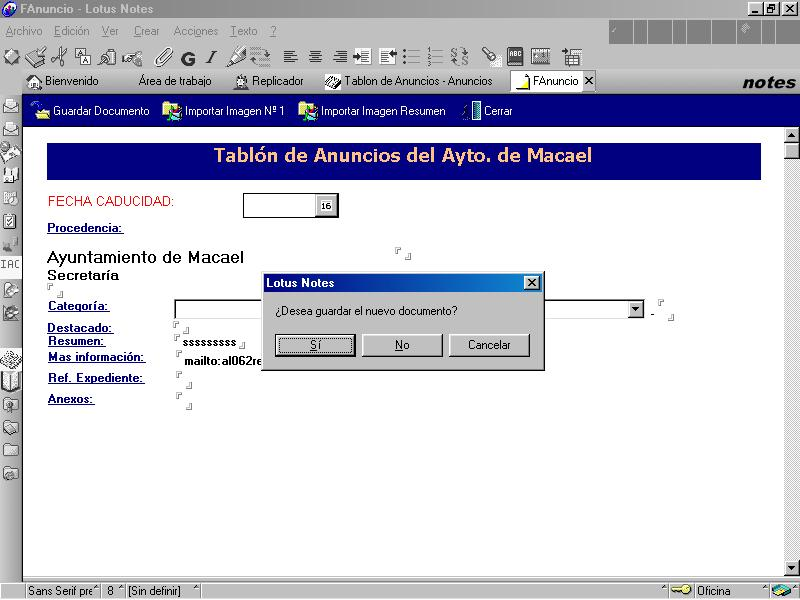 FAnuncio - Lotus Notes
Archivo Edición Ver Crear Acciones Texto ?
Bienvenido Área de trabajo Replicador Tablon de Anuncios - Anuncios FAnuncio
notes
Guardar Documento Importar Imagen Nº 1 Importar Imagen Resumen Cerrar
Tablón de Anuncios del Ayto. de Macael
FECHA CADUCIDAD: 16
Procedencia:
Ayuntamiento de Macael
Secretaría
IAC
Lotus Notes
¿Desea guardar el nuevo documento?
Sí No Cancelar
Categoría:
Destacado:
Resumen: sssssssss
Mas información: mailto:al062re
Ref. Expediente:
Anexos:
Sans Serif pre 8 [Sin definir] Oficina